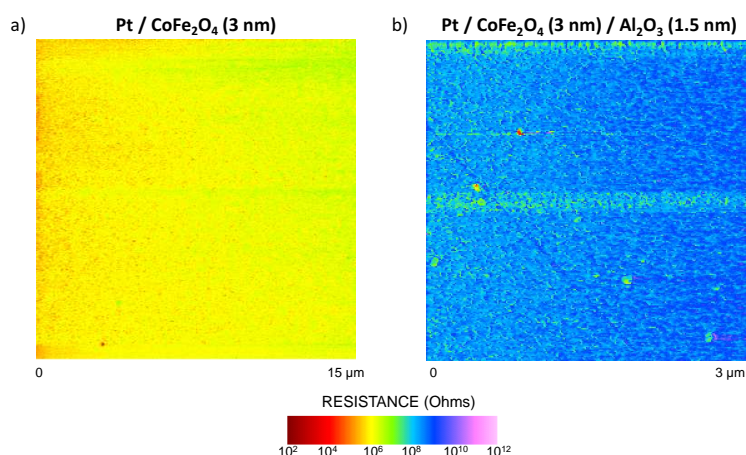 a) Pt / CoFe₂O₄ (3 nm)
b) Pt / CoFe₂O₄ (3 nm) / Al₂O₃ (1.5 nm)
0 15 µm
0 3 µm
RESISTANCE (Ohms)
10² 10⁴ 10⁶ 10⁸ 10¹⁰ 10¹²